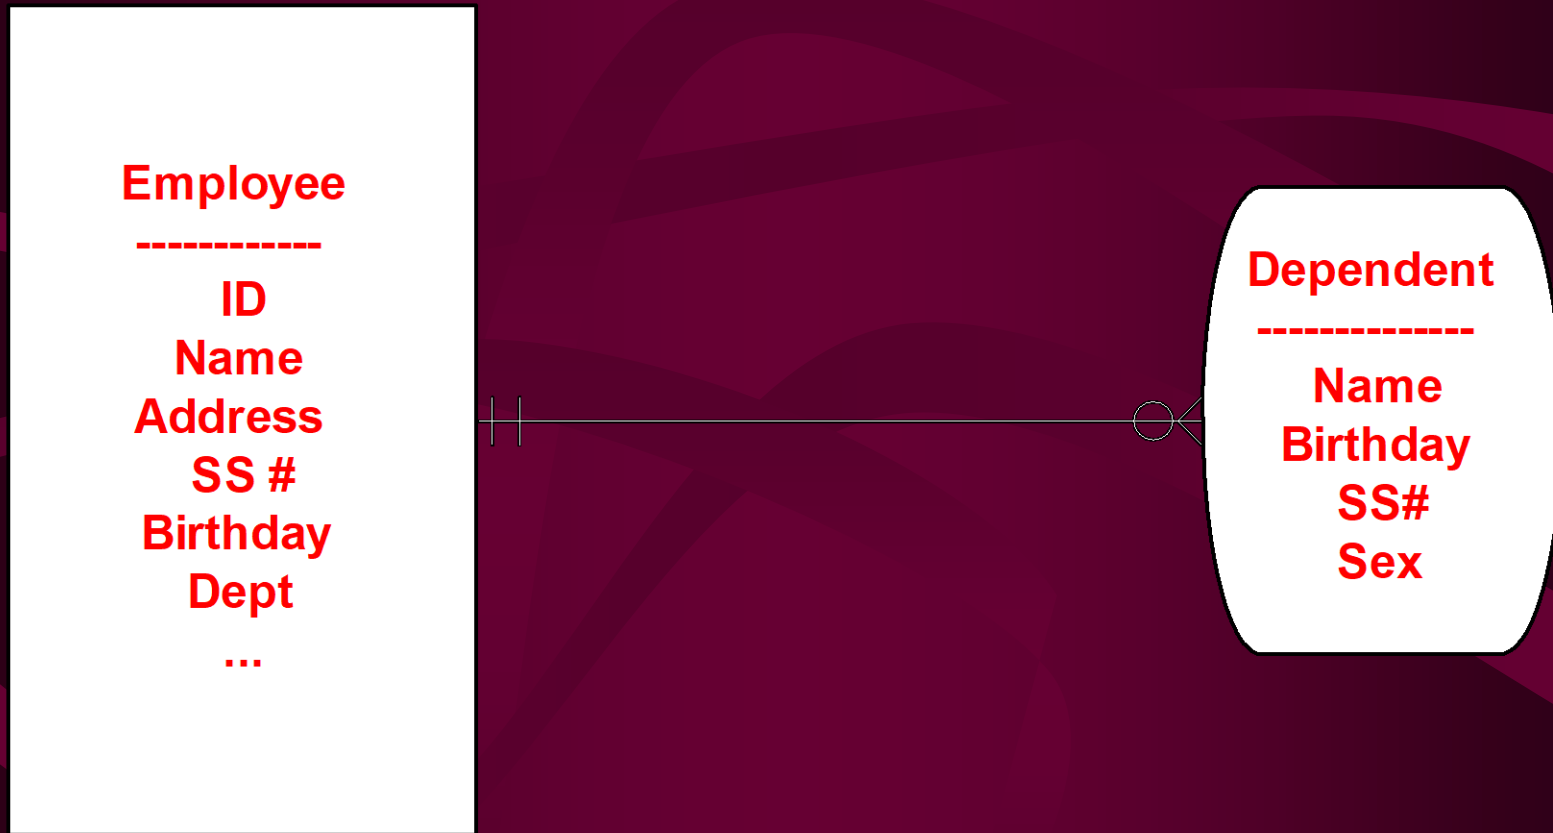 Employee
------------
ID
Name
Address
SS #
Birthday
Dept
...
Dependent
--------------
Name
Birthday
SS#
Sex